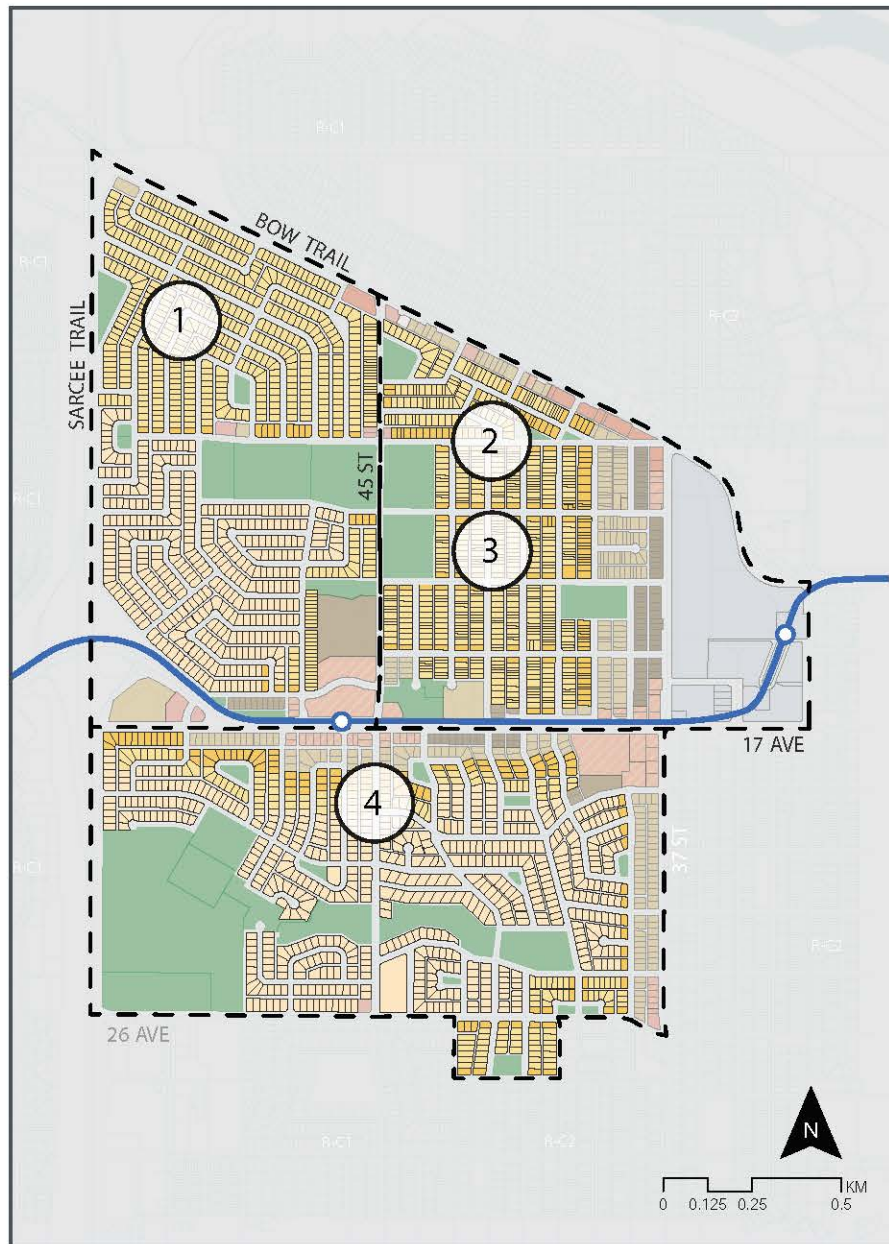 R-C1
BOW TRAIL
R-C1
R-C2
SARCEE TRAIL
1
2
45 ST
3
R-C1
17 AVE
4
37 ST
R-C1
R-C2
26 AVE
R-C1
R-C2
N
KM
0 0.125 0.25 0.5